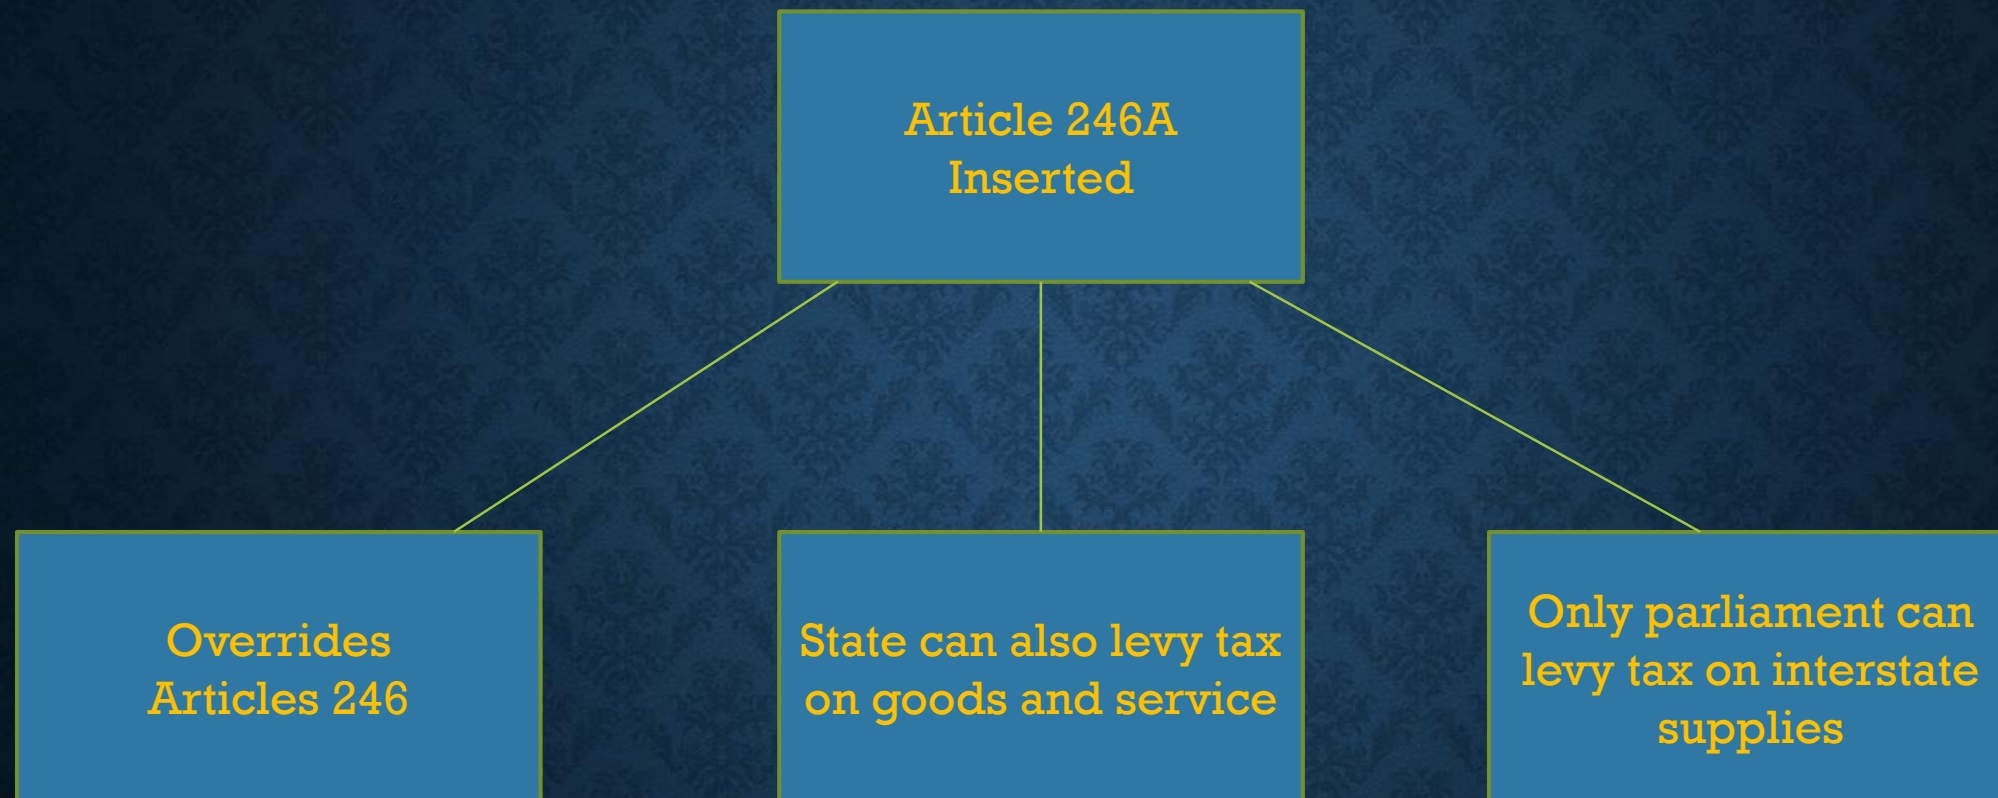 Article 246A
Inserted
Overrides
Articles 246
State can also levy tax
on goods and service
Only parliament can
levy tax on interstate
supplies